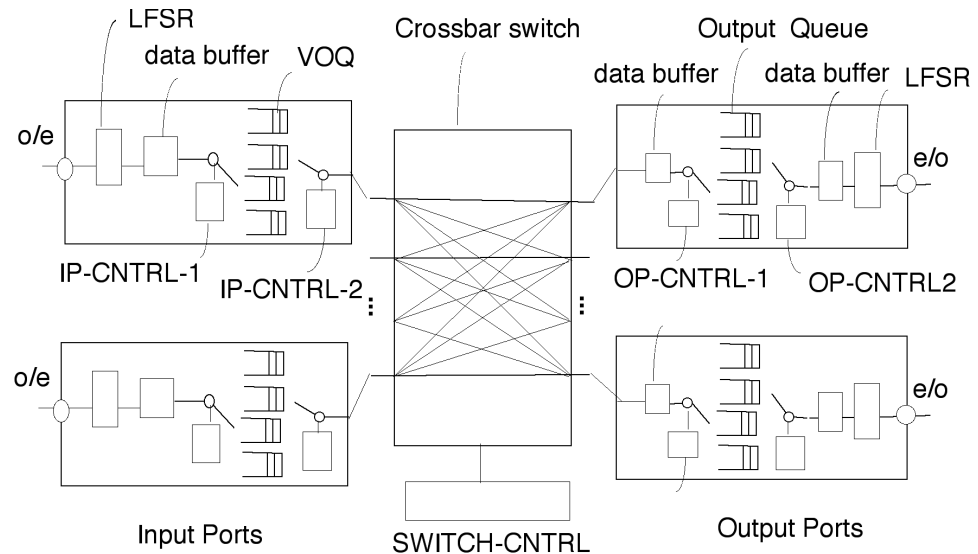 LFSR
data buffer
VOQ
Crossbar switch
Output Queue
data buffer
data buffer
LFSR
o/e
e/o
IP-CNTRL-1
IP-CNTRL-2
OP-CNTRL-1
OP-CNTRL2
...
...
o/e
e/o
Input Ports
SWITCH-CNTRL
Output Ports